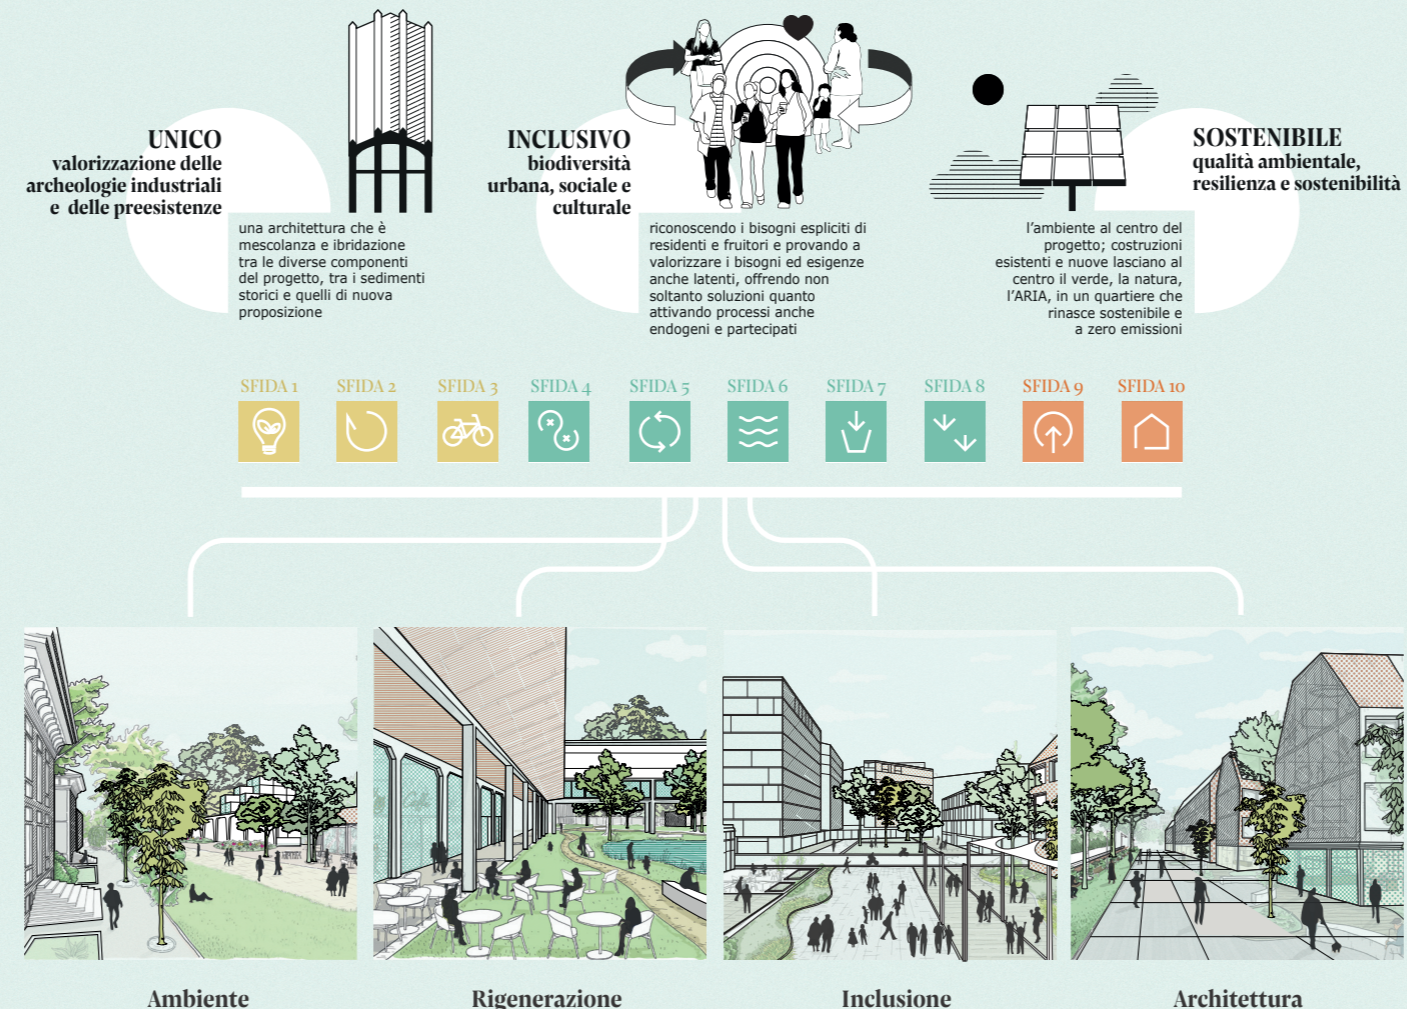 UNICO
valorizzazione delle
archeologie industriali
e delle preesistenze
una architettura che è
mescolanza e ibridazione
tra le diverse componenti
del progetto, tra i sedimenti
storici e quelli di nuova
proposizione
INCLUSIVO
biodiversità
urbana, sociale e
culturale
riconoscendo i bisogni espliciti di
residenti e fruitori e provando a
valorizzare i bisogni ed esigenze
anche latenti, offrendo non
soltanto soluzioni quanto
attivando processi anche
endogeni e partecipati
SOSTENIBILE
qualità ambientale,
resilienza e sostenibilità
l'ambiente al centro del
progetto; costruzioni
esistenti e nuove lasciano al
centro il verde, la natura,
l'ARIA, in un quartiere che
rinasce sostenibile e
a zero emissioni
SFIDA 1
SFIDA 2
SFIDA 3
SFIDA 4
SFIDA 5
SFIDA 6
SFIDA 7
SFIDA 8
SFIDA 9
SFIDA 10
Ambiente
Rigenerazione
Inclusione
Architettura